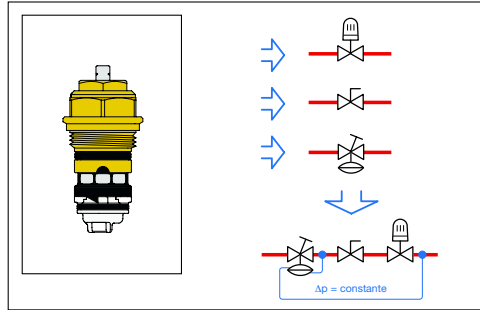 Δp = constante